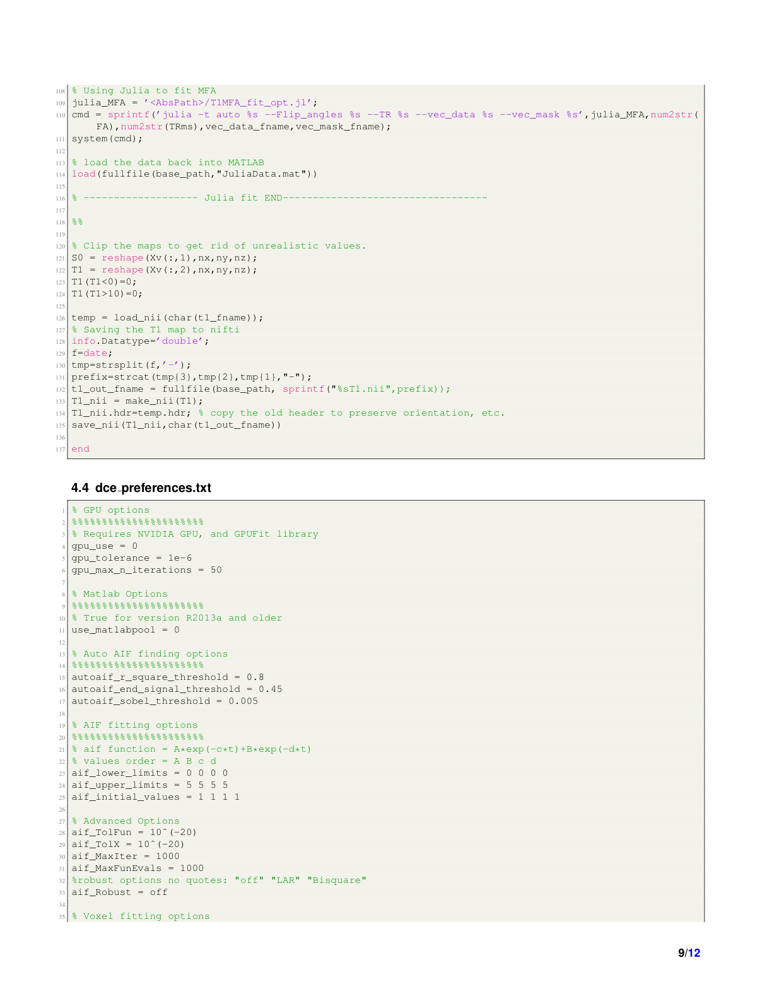 108 % Using Julia to fit MFA
109 julia_MFA = '<AbsPath>/T1MFA_fit_opt.jl';
110 cmd = sprintf('julia -t auto %s --Flip_angles %s --TR %s --vec_data %s --vec_mask %s',julia_MFA,num2str(
FA),num2str(TRms),vec_data_fname,vec_mask_fname);
111 system(cmd);
112
113 % load the data back into MATLAB
114 load(fullfile(base_path,"JuliaData.mat"))
115
116 % ------------------- Julia fit END----------------------------------
117
118 %%
119
120 % Clip the maps to get rid of unrealistic values.
121 S0 = reshape(Xv(:,1),nx,ny,nz);
122 T1 = reshape(Xv(:,2),nx,ny,nz);
123 T1(T1<0)=0;
124 T1(T1>10)=0;
125
126 temp = load_nii(char(t1_fname));
127 % Saving the T1 map to nifti
128 info.Datatype='double';
129 f=date;
130 tmp=strsplit(f,'-');
131 prefix=strcat(tmp{3},tmp{2},tmp{1},"-");
132 t1_out_fname = fullfile(base_path, sprintf("%sT1.nii",prefix));
133 T1_nii = make_nii(T1);
134 T1_nii.hdr=temp.hdr; % copy the old header to preserve orientation, etc.
135 save_nii(T1_nii,char(t1_out_fname))
136
137 end
4.4 dce_preferences.txt
1 % GPU options
2 %%%%%%%%%%%%%%%%%%%%%%
3 % Requires NVIDIA GPU, and GPUFit library
4 gpu_use = 0
5 gpu_tolerance = 1e-6
6 gpu_max_n_iterations = 50
7
8 % Matlab Options
9 %%%%%%%%%%%%%%%%%%%%%%
10 % True for version R2013a and older
11 use_matlabpool = 0
12
13 % Auto AIF finding options
14 %%%%%%%%%%%%%%%%%%%%%%
15 autoaif_r_square_threshold = 0.8
16 autoaif_end_signal_threshold = 0.45
17 autoaif_sobel_threshold = 0.005
18
19 % AIF fitting options
20 %%%%%%%%%%%%%%%%%%%%%%
21 % aif function = A*exp(-c*t)+B*exp(-d*t)
22 % values order = A B c d
23 aif_lower_limits = 0 0 0 0
24 aif_upper_limits = 5 5 5 5
25 aif_initial_values = 1 1 1 1
26
27 % Advanced Options
28 aif_TolFun = 10^(-20)
29 aif_TolX = 10^(-20)
30 aif_MaxIter = 1000
31 aif_MaxFunEvals = 1000
32 %robust options no quotes: "off" "LAR" "Bisquare"
33 aif_Robust = off
34
35 % Voxel fitting options
9/12